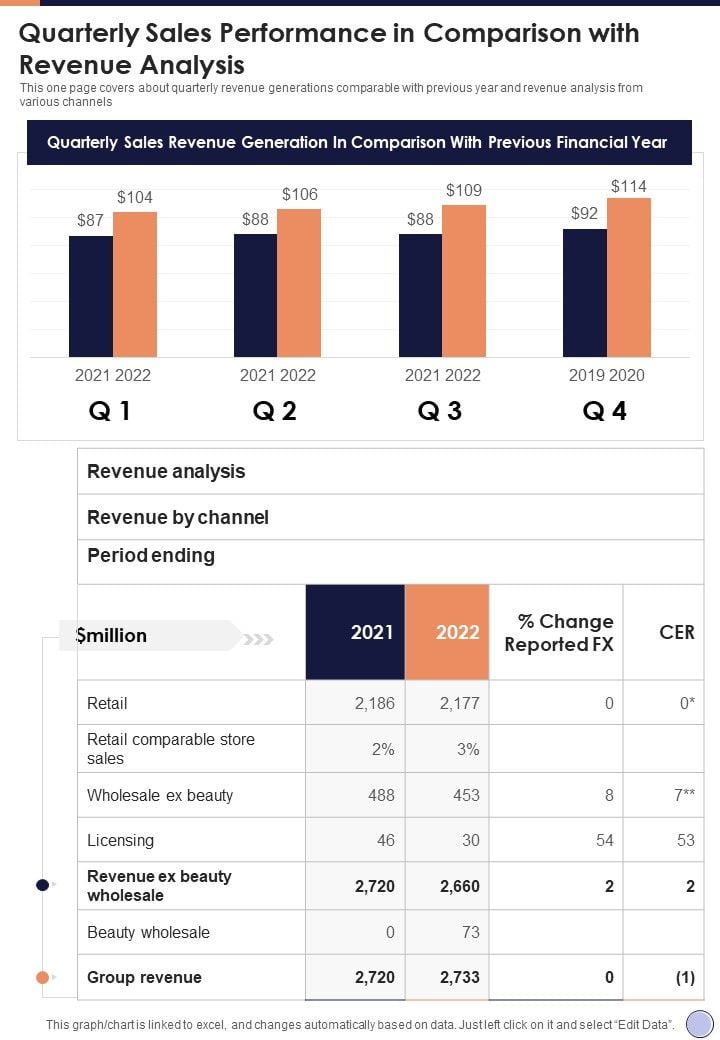 Quarterly Sales Performance in Comparison with
Revenue Analysis
This one page covers about quarterly revenue generations comparable with previous year and revenue analysis from
various channels
Quarterly Sales Revenue Generation In Comparison With Previous Financial Year
$87 $104 $88 $106 $88 $109 $92 $114
2021 2022 2021 2022 2021 2022 2019 2020
Q 1 Q 2 Q 3 Q 4
Revenue analysis
Revenue by channel
Period ending
$million 2021 2022 % Change
Reported FX CER
Retail 2,186 2,177 0 0*
Retail comparable store
sales 2% 3%
Wholesale ex beauty 488 453 8 7**
Licensing 46 30 54 53
Revenue ex beauty
wholesale 2,720 2,660 2 2
Beauty wholesale 0 73
Group revenue 2,720 2,733 0 (1)
This graph/chart is linked to excel, and changes automatically based on data. Just left click on it and select “Edit Data”.